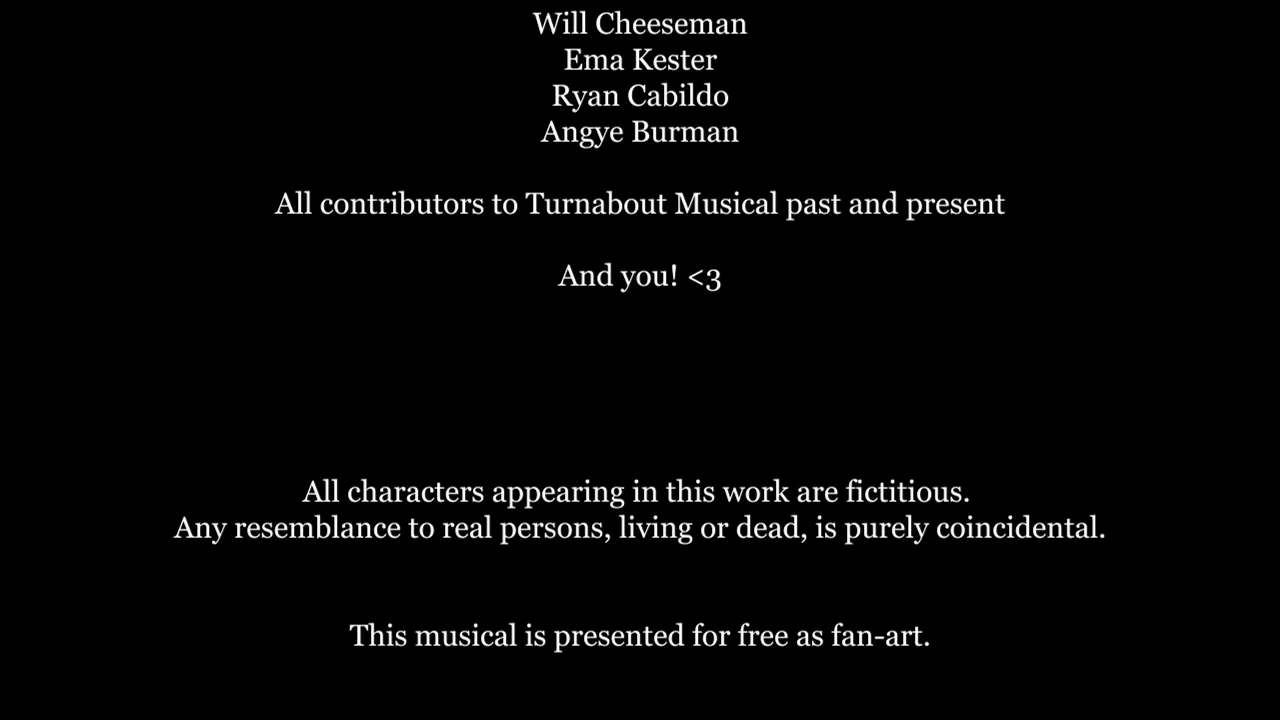 Will Cheeseman
Ema Kester
Ryan Cabildo
Angye Burman
All contributors to Turnabout Musical past and present
And you! <3
All characters appearing in this work are fictitious.
Any resemblance to real persons, living or dead, is purely coincidental.
This musical is presented for free as fan-art.